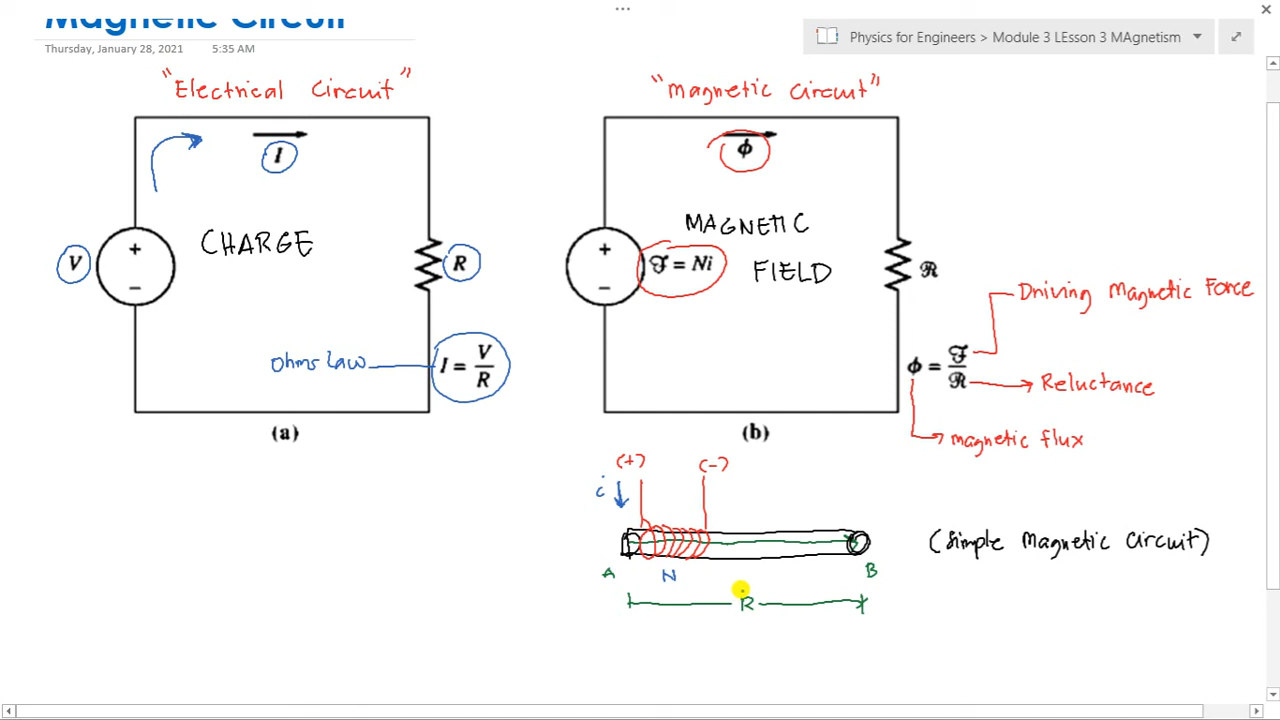 Magnetic Circuit
Thursday, January 28, 2021 5:35 AM
Physics for Engineers > Module 3 LEsson 3 MAgnetism
"Electrical Circuit"
"Magnetic Circuit"
I
ϕ
CHARGE
MAGNETIC
FIELD
V
+
−
R
+
−
ℱ = Ni
ℛ
Driving Magnetic Force
ohms law
I = V/R
ϕ = ℱ/ℛ
Reluctance
magnetic flux
(a)
(b)
(+)
(-)
i
(Simple Magnetic Circuit)
A
N
B
R